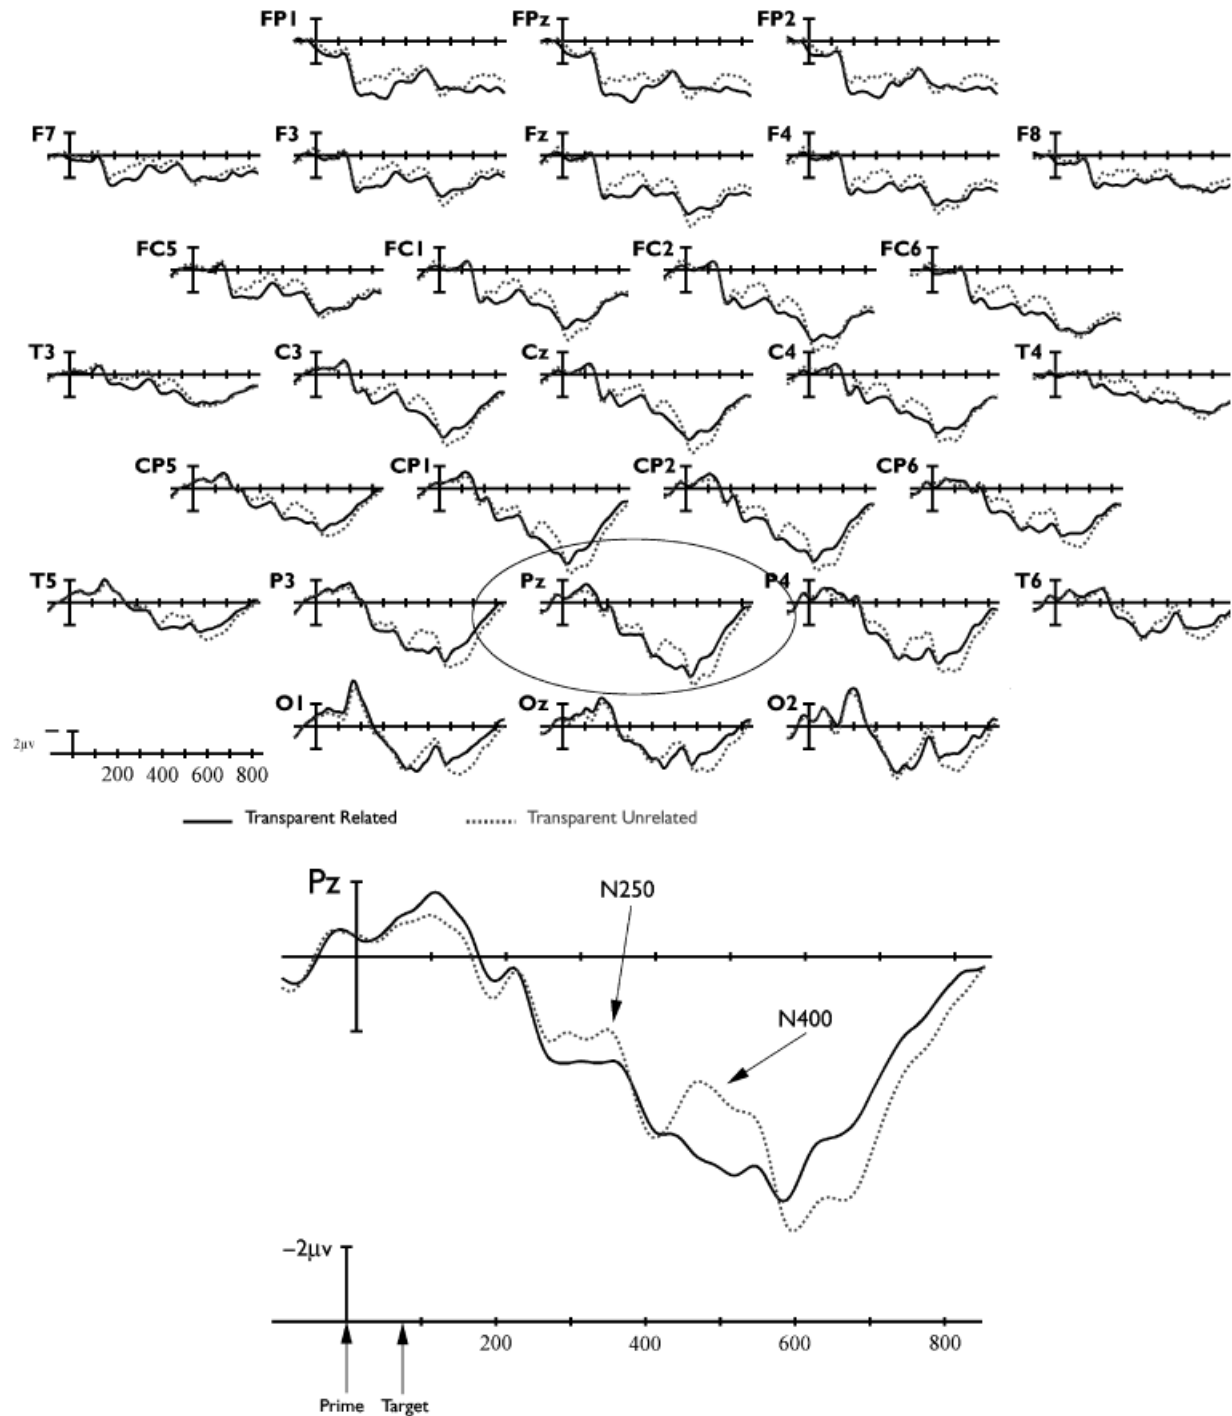 FP1 FPz FP2
F7 F3 Fz F4 F8
FC5 FC1 FC2 FC6
T3 C3 Cz C4 T4
CP5 CP1 CP2 CP6
T5 P3 Pz P4 T6
O1 Oz O2
2μv
200 400 600 800
Transparent Related Transparent Unrelated
Pz
N250
N400
−2μv
200 400 600 800
Prime Target